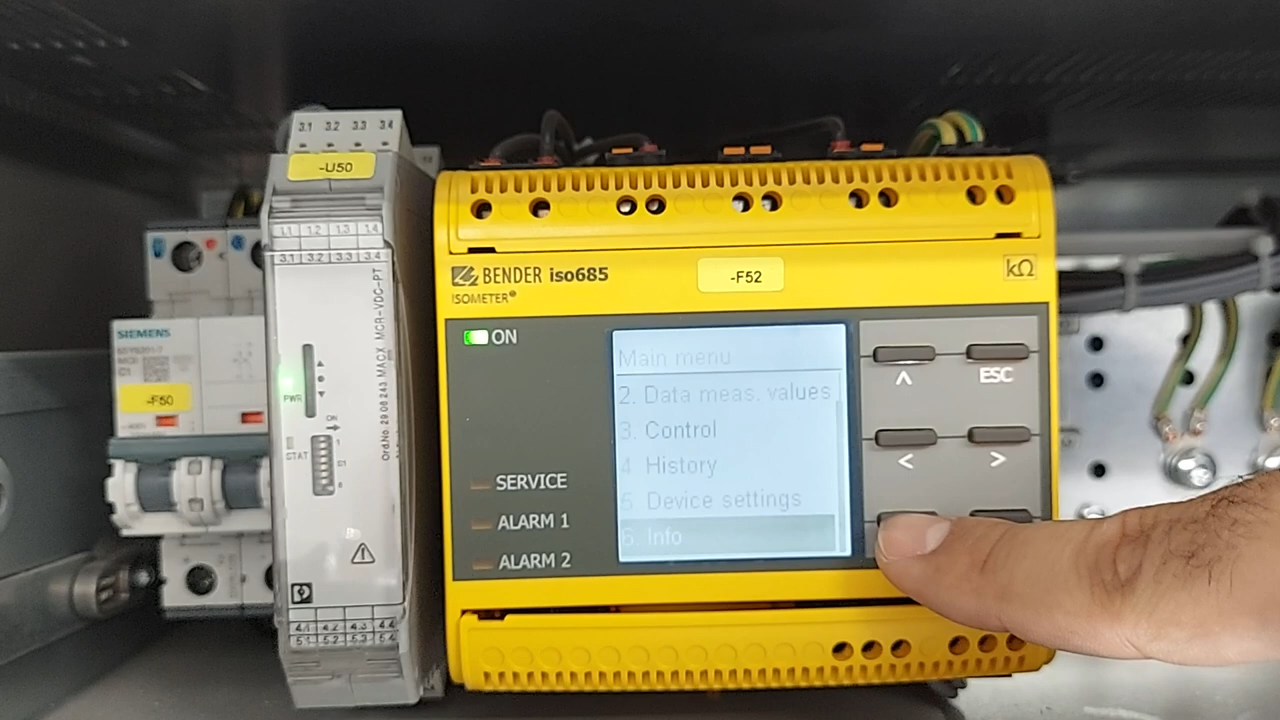 3.1 3.2 3.3 3.4
-U50
1.1 1.2 1.3 1.4
3.1 3.2 3.3 3.4
PWR
ON
STAT
Ord.No. 29 06 243 MACX MCR-VDC-PT
4.1 4.2 4.3 4.4
5.1 5.2 5.3 5.4
SIEMENS
-F50
BENDER iso685
ISOMETER®
-F52
kΩ
ON
SERVICE
ALARM 1
ALARM 2
Main menu
2. Data meas. values
3. Control
4. History
5. Device settings
6. Info
ʌ
ESC
<
>